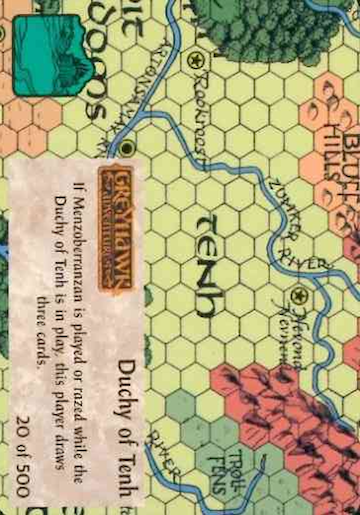 GREYHAWK
ADVENTURES
Duchy of Tenh
If Menzoberranzan is played or razed while the
Duchy of Tenh is in play, this player draws
three cards.
20 of 500
Rookroost
ZUMKER
RIVER
BLUFF
HILLS
TENH
Nevond
Nevnend
TROLL
FENS
RIVER